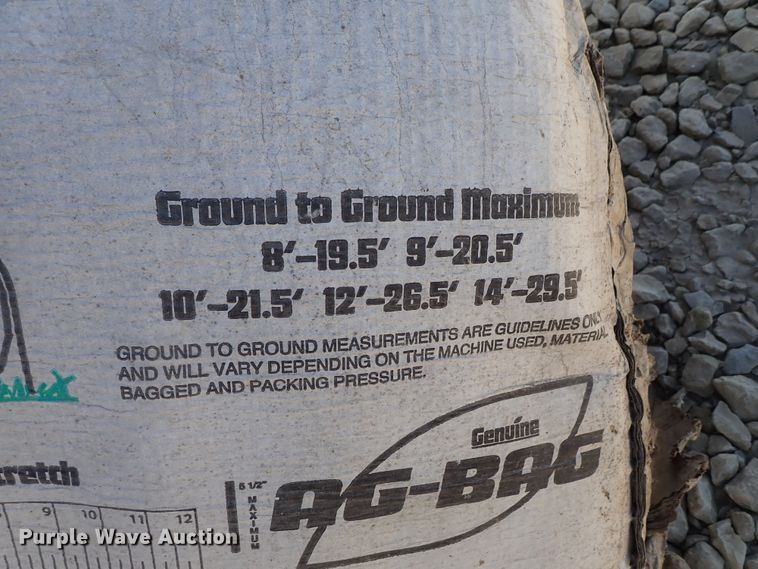 Ground to Ground Maximum
8'–19.5' 9'–20.5'
10'–21.5' 12'–26.5' 14'–29.5'
GROUND TO GROUND MEASUREMENTS ARE GUIDELINES ONLY
AND WILL VARY DEPENDING ON THE MACHINE USED, MATERIAL
BAGGED AND PACKING PRESSURE.
Genuine
AG-BAG
tretch
5 1/2"
MAXIMUM
9 10 11 12
Purple Wave Auction